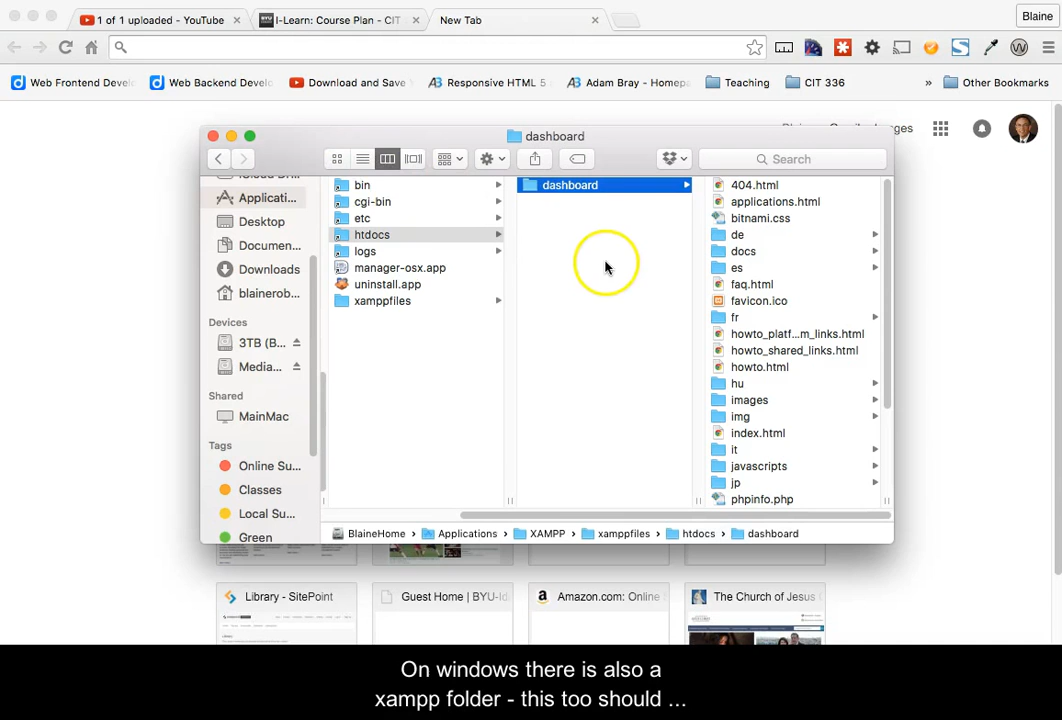 1 of 1 uploaded - YouTube
I-Learn: Course Plan - CIT
New Tab
Blaine
Web Frontend Devel
Web Backend Develo
Download and Save
Responsive HTML 5
Adam Bray - Homepa
Teaching
CIT 336
»
Other Bookmarks
dashboard
Search
Applicati...
Desktop
Documen...
Downloads
blainerob...
Devices
3TB (B...
Media...
Shared
MainMac
Tags
Online Su...
Classes
Local Su...
Green
bin
cgi-bin
etc
htdocs
logs
manager-osx.app
uninstall.app
xamppfiles
dashboard
404.html
applications.html
bitnami.css
de
docs
es
faq.html
favicon.ico
fr
howto_platf...m_links.html
howto_shared_links.html
howto.html
hu
images
img
index.html
it
javascripts
jp
phpinfo.php
BlaineHome › Applications › XAMPP › xamppfiles › htdocs › dashboard
Library - SitePoint
Guest Home | BYU-Id
Amazon.com: Online
The Church of Jesus
On windows there is also a
xampp folder - this too should ...